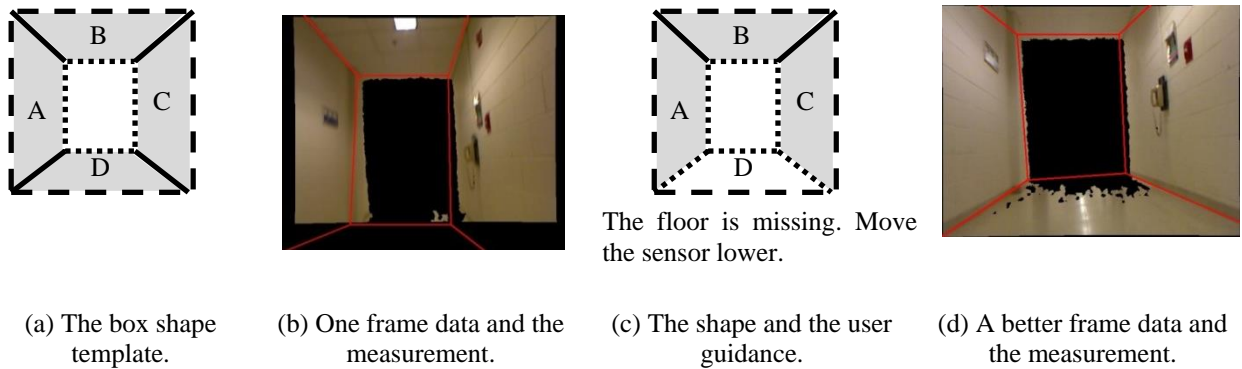 B
A
C
D
B
A
C
D
The floor is missing. Move
the sensor lower.
(a) The box shape
template.
(b) One frame data and the
measurement.
(c) The shape and the user
guidance.
(d) A better frame data and
the measurement.